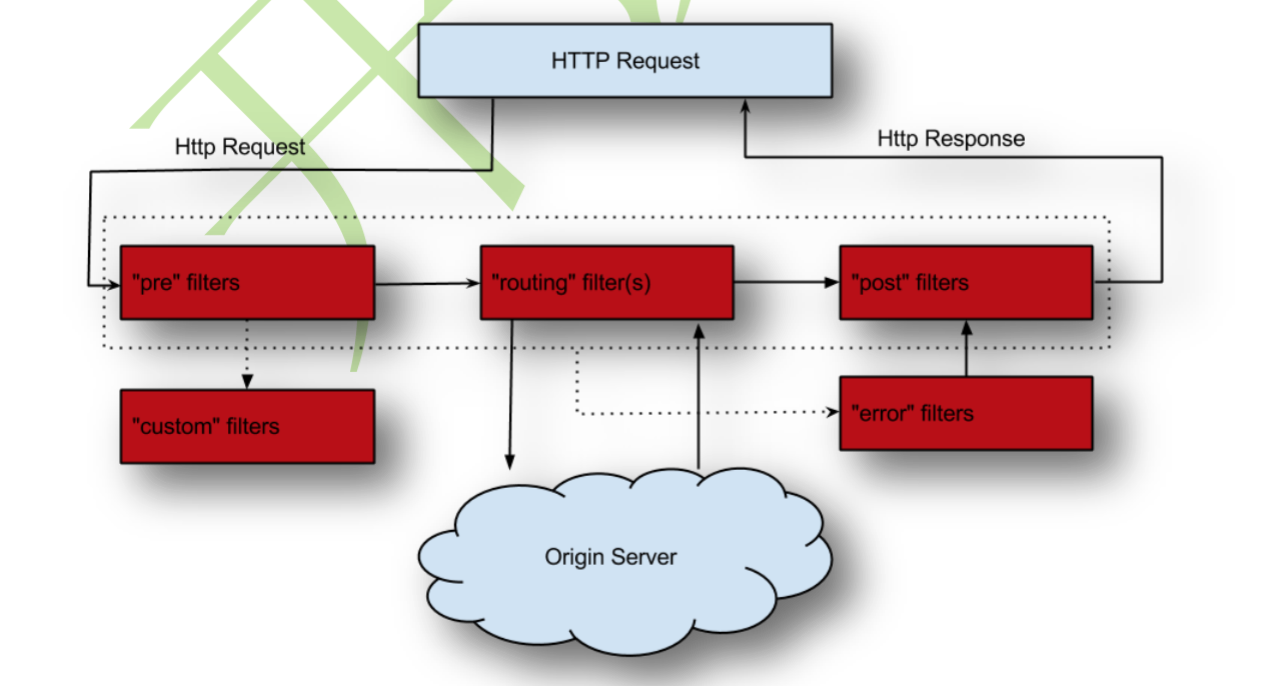 HTTP Request
Http Request
Http Response
"pre" filters
"routing" filter(s)
"post" filters
"custom" filters
"error" filters
Origin Server